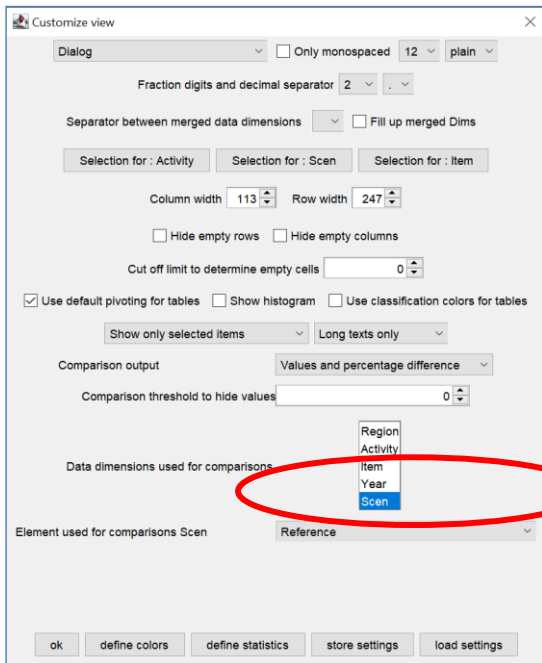 Customize view
Dialog Only monospaced 12 plain
Fraction digits and decimal separator 2 .
Separator between merged data dimensions Fill up merged Dims
Selection for : Activity Selection for : Scen Selection for : Item
Column width 113 Row width 247
Hide empty rows Hide empty columns
Cut off limit to determine empty cells 0
Use default pivoting for tables Show histogram Use classification colors for tables
Show only selected items Long texts only
Comparison output Values and percentage difference
Comparison threshold to hide values 0
Region
Activity
Data dimensions used for comparisons Item
Year
Scen
Element used for comparisons Scen Reference
ok define colors define statistics store settings load settings